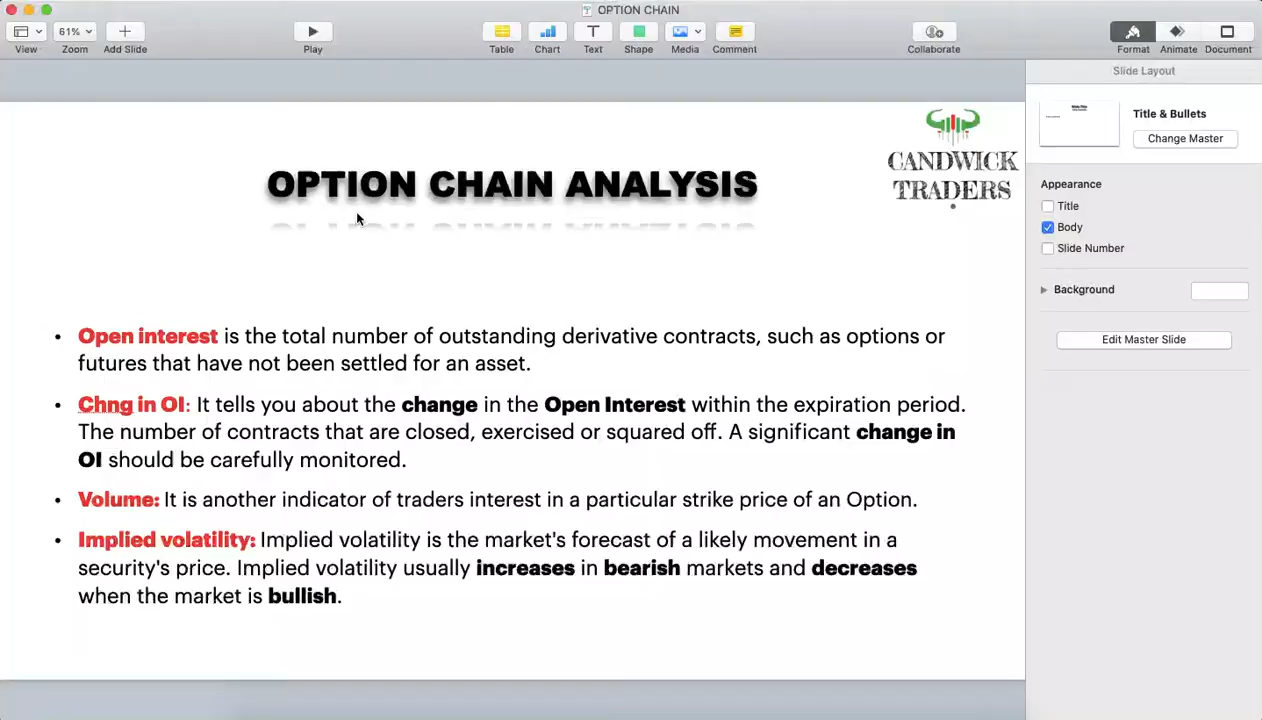 OPTION CHAIN
61%
View
Zoom
Add Slide
Play
Table
Chart
Text
Shape
Media
Comment
Collaborate
Format
Animate
Document
Slide Layout
Title & Bullets
Change Master
Appearance
Title
Body
Slide Number
Background
Edit Master Slide
CANDWICK
TRADERS
OPTION CHAIN ANALYSIS
• Open interest is the total number of outstanding derivative contracts, such as options or
futures that have not been settled for an asset.
• Chng in OI: It tells you about the change in the Open Interest within the expiration period.
The number of contracts that are closed, exercised or squared off. A significant change in
OI should be carefully monitored.
• Volume: It is another indicator of traders interest in a particular strike price of an Option.
• Implied volatility: Implied volatility is the market's forecast of a likely movement in a
security's price. Implied volatility usually increases in bearish markets and decreases
when the market is bullish.